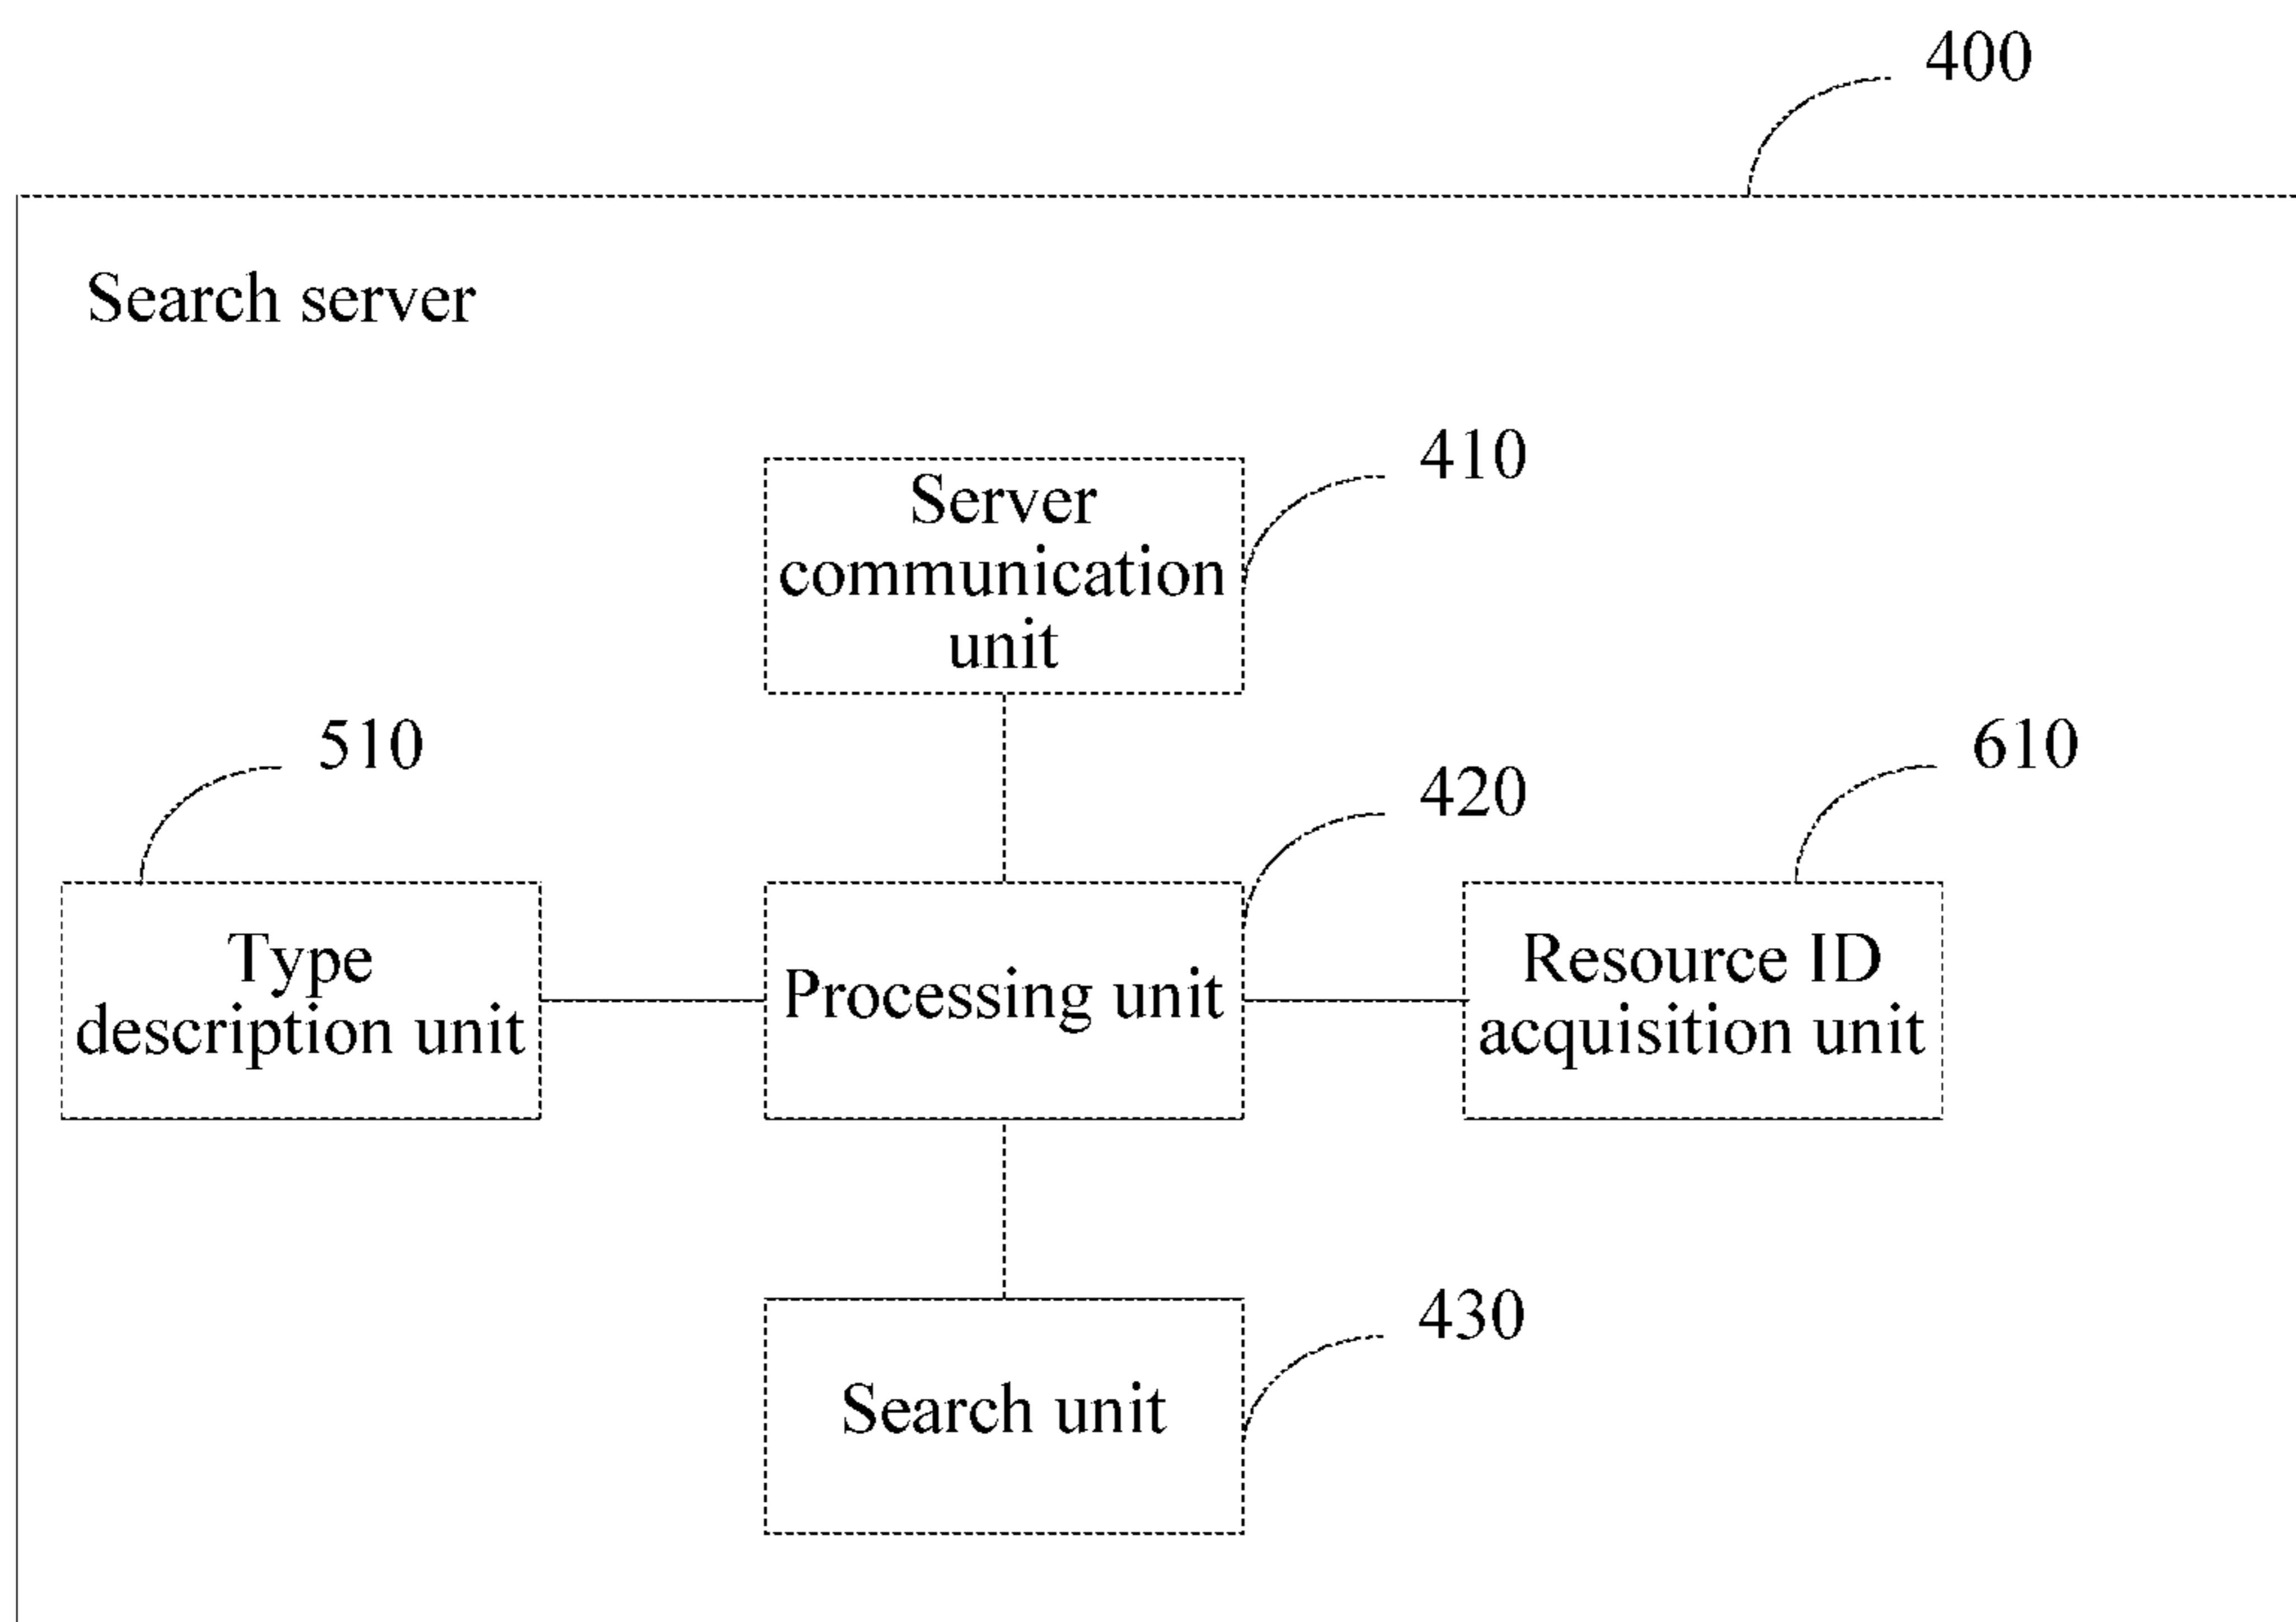 400
Search server
410
Server
communication
unit
510
420
610
Type
description unit
Processing unit
Resource ID
acquisition unit
430
Search unit